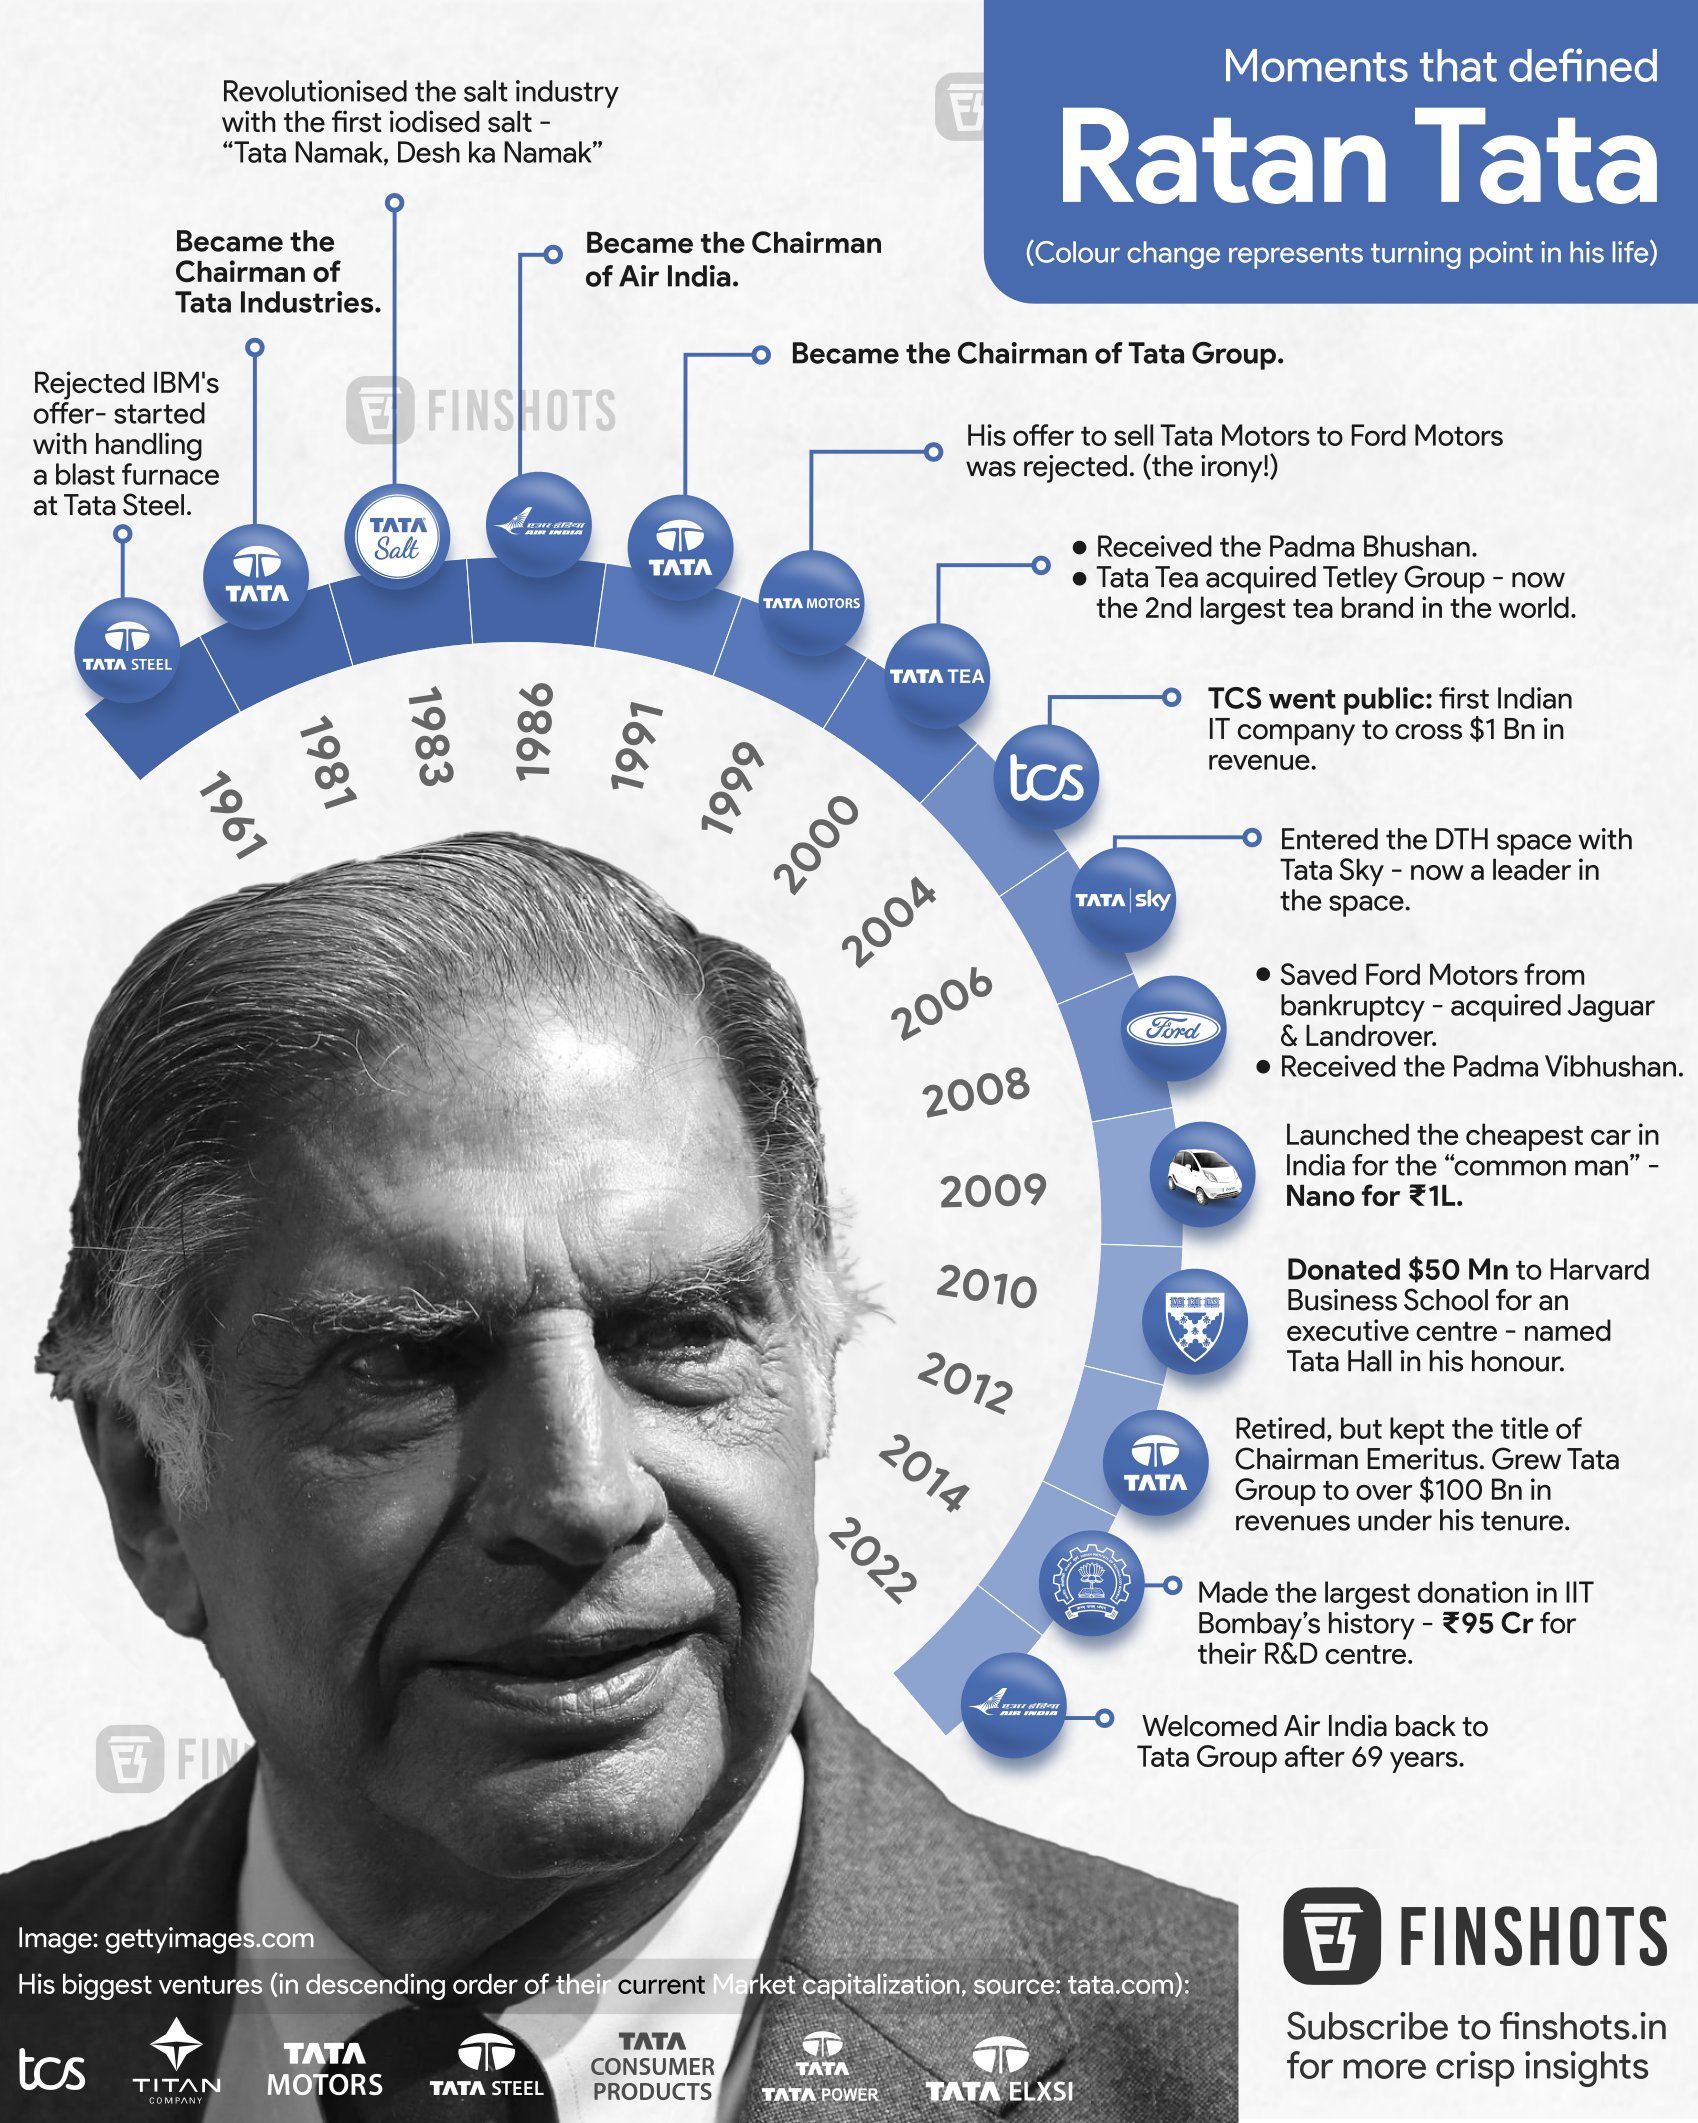 Moments that defined
Ratan Tata
(Colour change represents turning point in his life)
Revolutionised the salt industry
with the first iodised salt -
“Tata Namak, Desh ka Namak”
Became the
Chairman of
Tata Industries.
Became the Chairman
of Air India.
Rejected IBM's
offer- started
with handling
a blast furnace
at Tata Steel.
Became the Chairman of Tata Group.
FINSHOTS
His offer to sell Tata Motors to Ford Motors
was rejected. (the irony!)
● Received the Padma Bhushan.
● Tata Tea acquired Tetley Group - now
the 2nd largest tea brand in the world.
TCS went public: first Indian
IT company to cross $1 Bn in
revenue.
Entered the DTH space with
Tata Sky - now a leader in
the space.
● Saved Ford Motors from
bankruptcy - acquired Jaguar
& Landrover.
● Received the Padma Vibhushan.
Launched the cheapest car in
India for the “common man” -
Nano for ₹1L.
Donated $50 Mn to Harvard
Business School for an
executive centre - named
Tata Hall in his honour.
Retired, but kept the title of
Chairman Emeritus. Grew Tata
Group to over $100 Bn in
revenues under his tenure.
Made the largest donation in IIT
Bombay’s history - ₹95 Cr for
their R&D centre.
Welcomed Air India back to
Tata Group after 69 years.
TATA STEEL
TATA
TATA
Salt
एअर-इंडिया
AIR INDIA
TATA
TATA MOTORS
TATA TEA
tcs
TATA sky
Ford
TATA
एअर-इंडिया
AIR INDIA
1961
1981
1983
1986
1991
1999
2000
2004
2006
2008
2009
2010
2012
2014
2022
FIN
Image: gettyimages.com
His biggest ventures (in descending order of their current Market capitalization, source: tata.com):
tcs
TITAN
COMPANY
TATA
MOTORS
TATA STEEL
TATA
CONSUMER
PRODUCTS
TATA
TATA POWER
TATA ELXSI
FINSHOTS
Subscribe to finshots.in
for more crisp insights